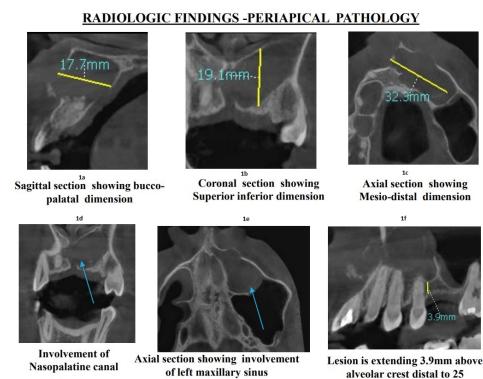 RADIOLOGIC FINDINGS -PERIAPICAL PATHOLOGY
17.7mm
19.1mm
32.3mm
1a
1b
1c
Sagittal section showing bucco-
palatal dimension
Coronal section showing
Superior inferior dimension
Axial section showing
Mesio-distal dimension
1d
1e
1f
3.9mm
Involvement of
Nasopalatine canal
Axial section showing involvement
of left maxillary sinus
Lesion is extending 3.9mm above
alveolar crest distal to 25